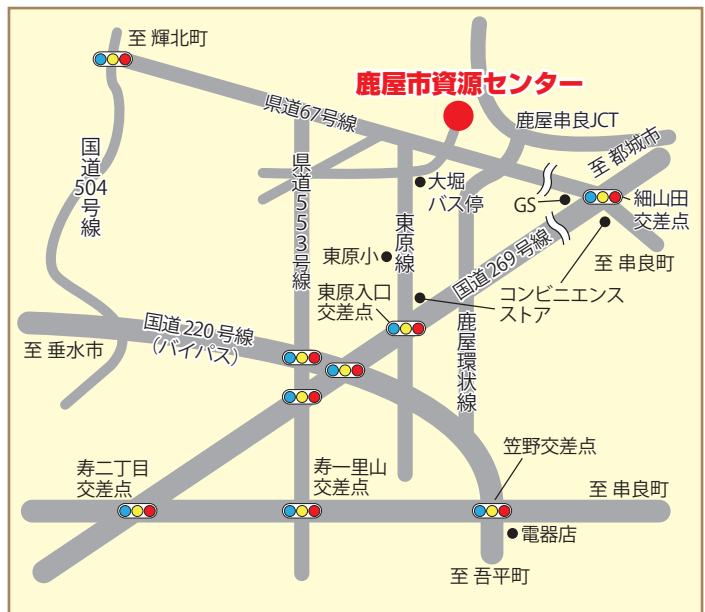 至 輝北町
鹿屋市資源センター
県道67号線
鹿屋串良JCT
国道504号線
県道553号線
至 都城市
大堀
バス停
GS
細山田
交差点
東原線
東原小
国道269号線
至 串良町
東原入口
交差点
コンビニエンス
ストア
国道220号線
（バイパス）
至 垂水市
鹿屋環状線
寿二丁目
交差点
寿一里山
交差点
笠野交差点
至 串良町
電器店
至 吾平町